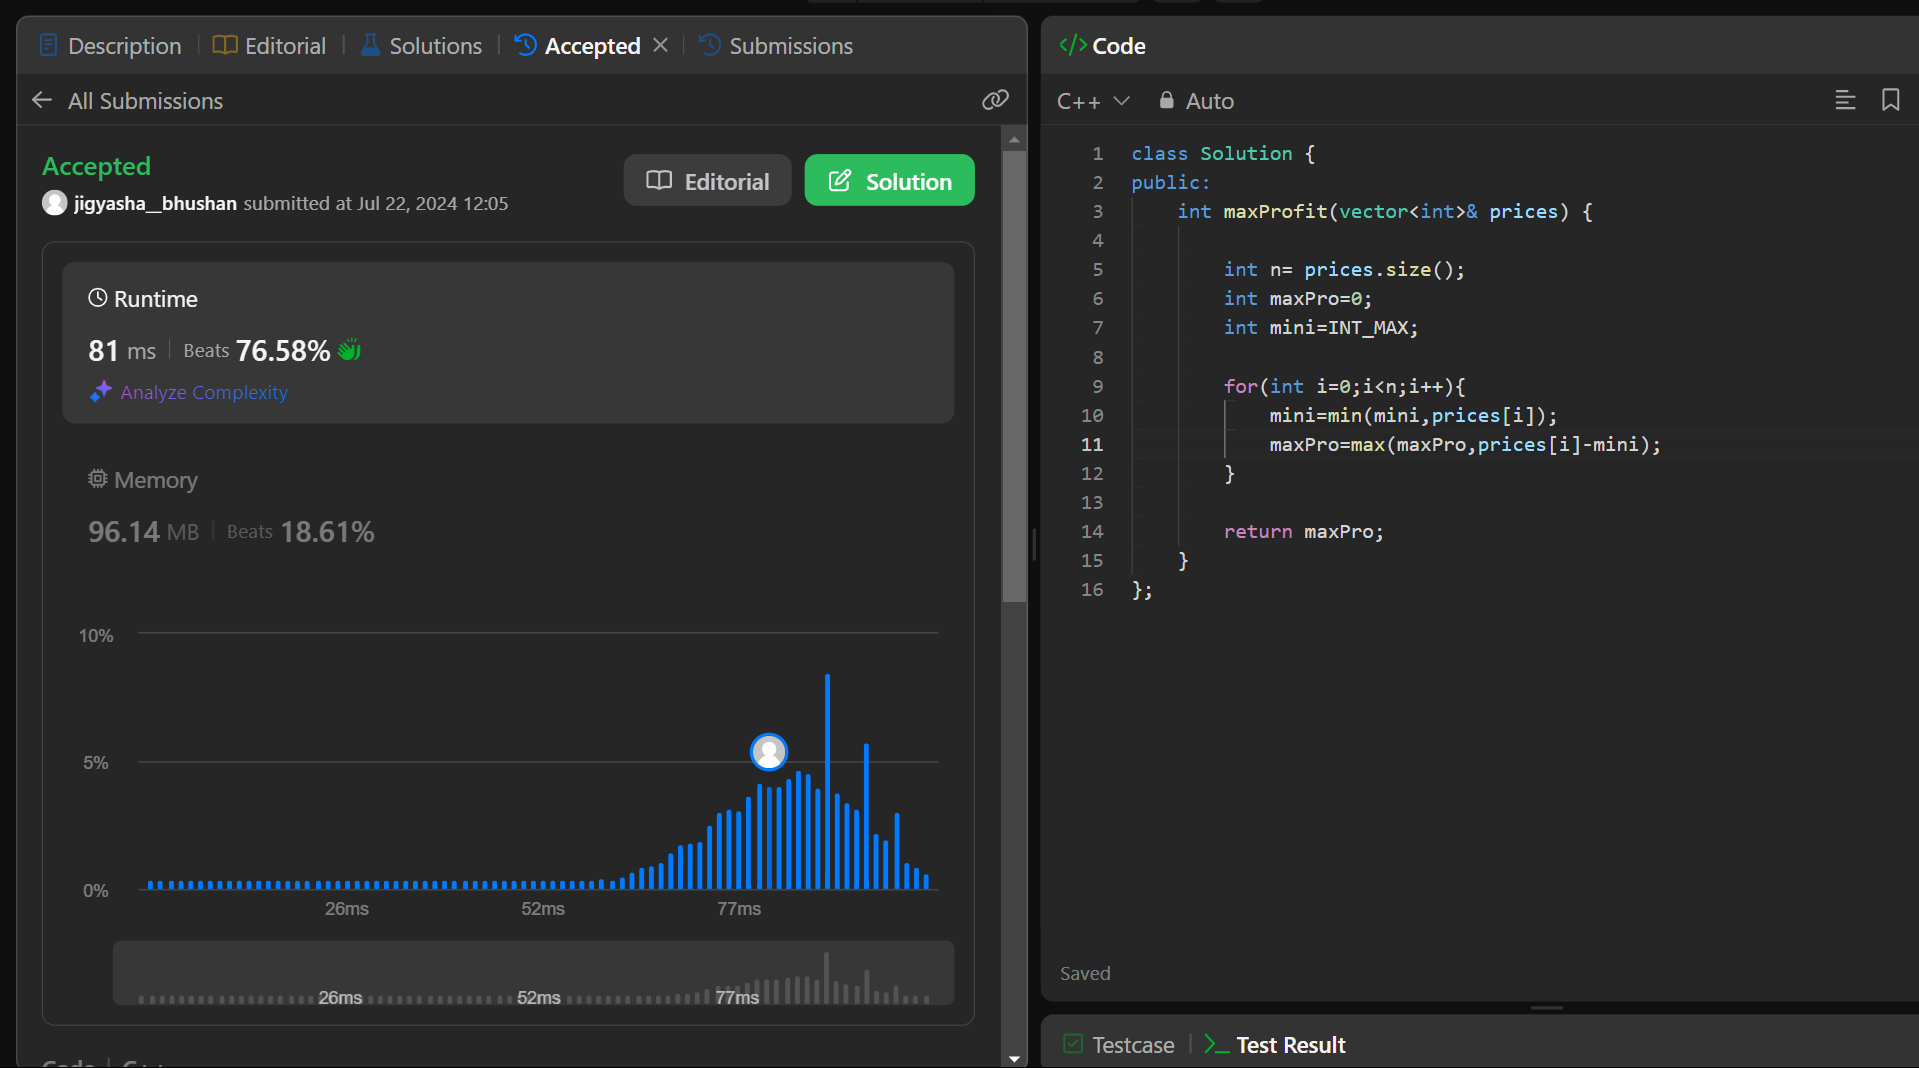 Description | Editorial | Solutions | Accepted | Submissions
All Submissions
Accepted
jigyasha__bhushan submitted at Jul 22, 2024 12:05
Editorial
Solution
Runtime
81 ms | Beats 76.58%
Analyze Complexity
Memory
96.14 MB | Beats 18.61%
10%
5%
0%
26ms 52ms 77ms
26ms 52ms 77ms
Code | C++
</> Code
C++ Auto
1 class Solution {
2 public:
3     int maxProfit(vector<int>& prices) {
4
5         int n= prices.size();
6         int maxPro=0;
7         int mini=INT_MAX;
8
9         for(int i=0;i<n;i++){
10             mini=min(mini,prices[i]);
11             maxPro=max(maxPro,prices[i]-mini);
12         }
13
14         return maxPro;
15     }
16 };
Saved
Testcase | Test Result